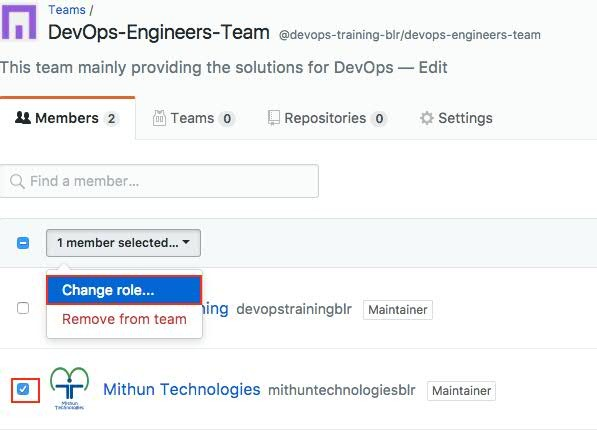 Teams /
DevOps-Engineers-Team @devops-training-blr/devops-engineers-team
This team mainly providing the solutions for DevOps — Edit
Members 2 Teams 0 Repositories 0 Settings
Find a member...
1 member selected...
Change role...
ning devopstrainingblr Maintainer
Remove from team
Mithun Technologies mithuntechnologiesblr Maintainer
Mithun
Technologies